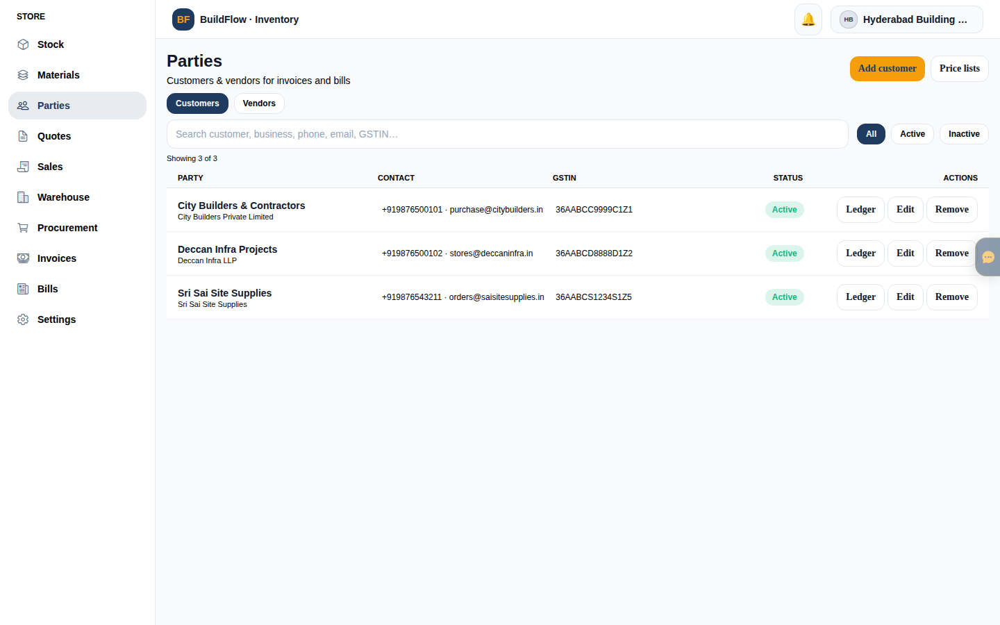 STORE
Stock
Materials
Parties
Quotes
Sales
Warehouse
Procurement
Invoices
Bills
Settings
BF BuildFlow · Inventory
HB Hyderabad Building ...
Parties
Customers & vendors for invoices and bills
Add customer Price lists
Customers Vendors
Search customer, business, phone, email, GSTIN...
All Active Inactive
Showing 3 of 3
PARTY CONTACT GSTIN STATUS ACTIONS
City Builders & Contractors
City Builders Private Limited
+919876500101 · purchase@citybuilders.in 36AABCC9999C1Z1 Active Ledger Edit Remove
Deccan Infra Projects
Deccan Infra LLP
+919876500102 · stores@deccaninfra.in 36AABCD8888D1Z2 Active Ledger Edit Remove
Sri Sai Site Supplies
Sri Sai Site Supplies
+919876543211 · orders@saisitesupplies.in 36AABCS1234S1Z5 Active Ledger Edit Remove